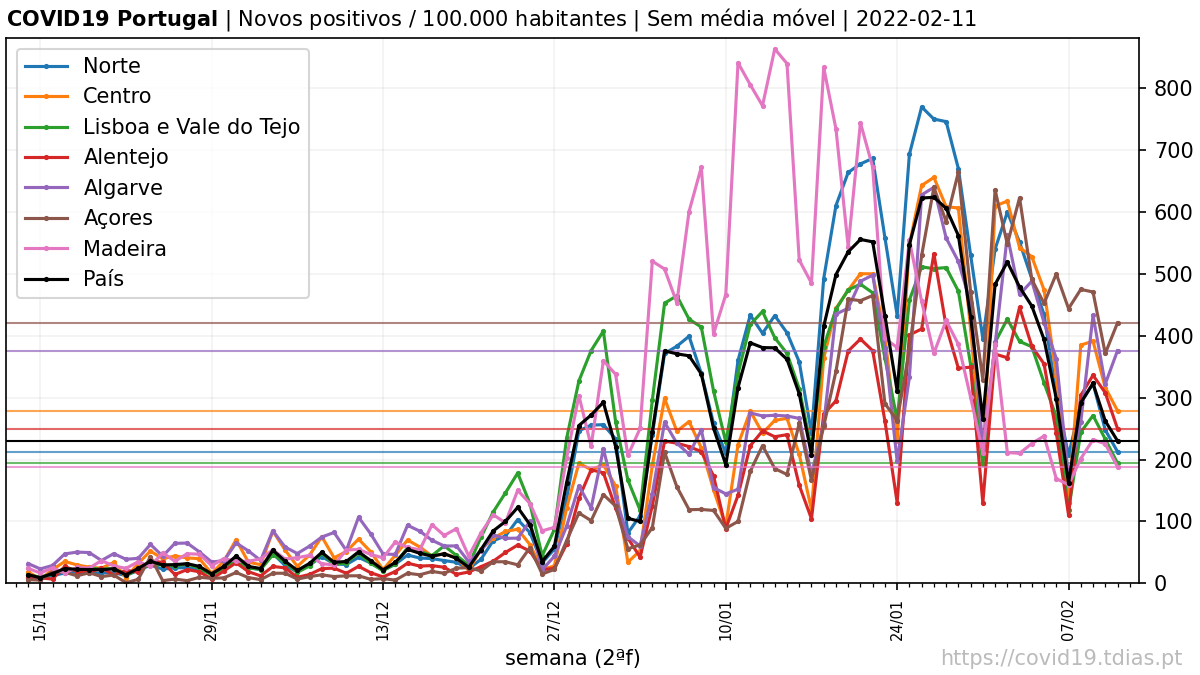 COVID19 Portugal | Novos positivos / 100.000 habitantes | Sem média móvel | 2022-02-11
Norte
Centro
Lisboa e Vale do Tejo
Alentejo
Algarve
Açores
Madeira
País
800
700
600
500
400
300
200
100
0
15/11
29/11
13/12
27/12
10/01
24/01
07/02
semana (2ªf)
https://covid19.tdias.pt